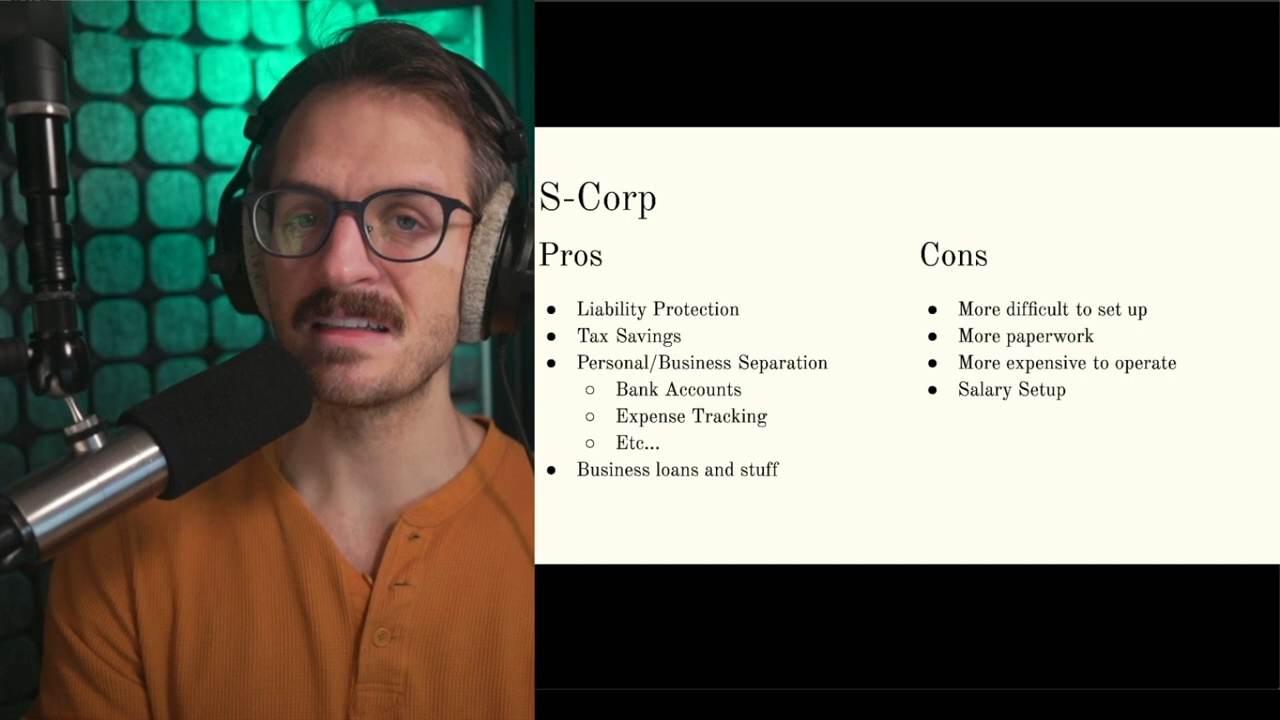 S-Corp
Pros
● Liability Protection
● Tax Savings
● Personal/Business Separation
○ Bank Accounts
○ Expense Tracking
○ Etc...
● Business loans and stuff
Cons
● More difficult to set up
● More paperwork
● More expensive to operate
● Salary Setup